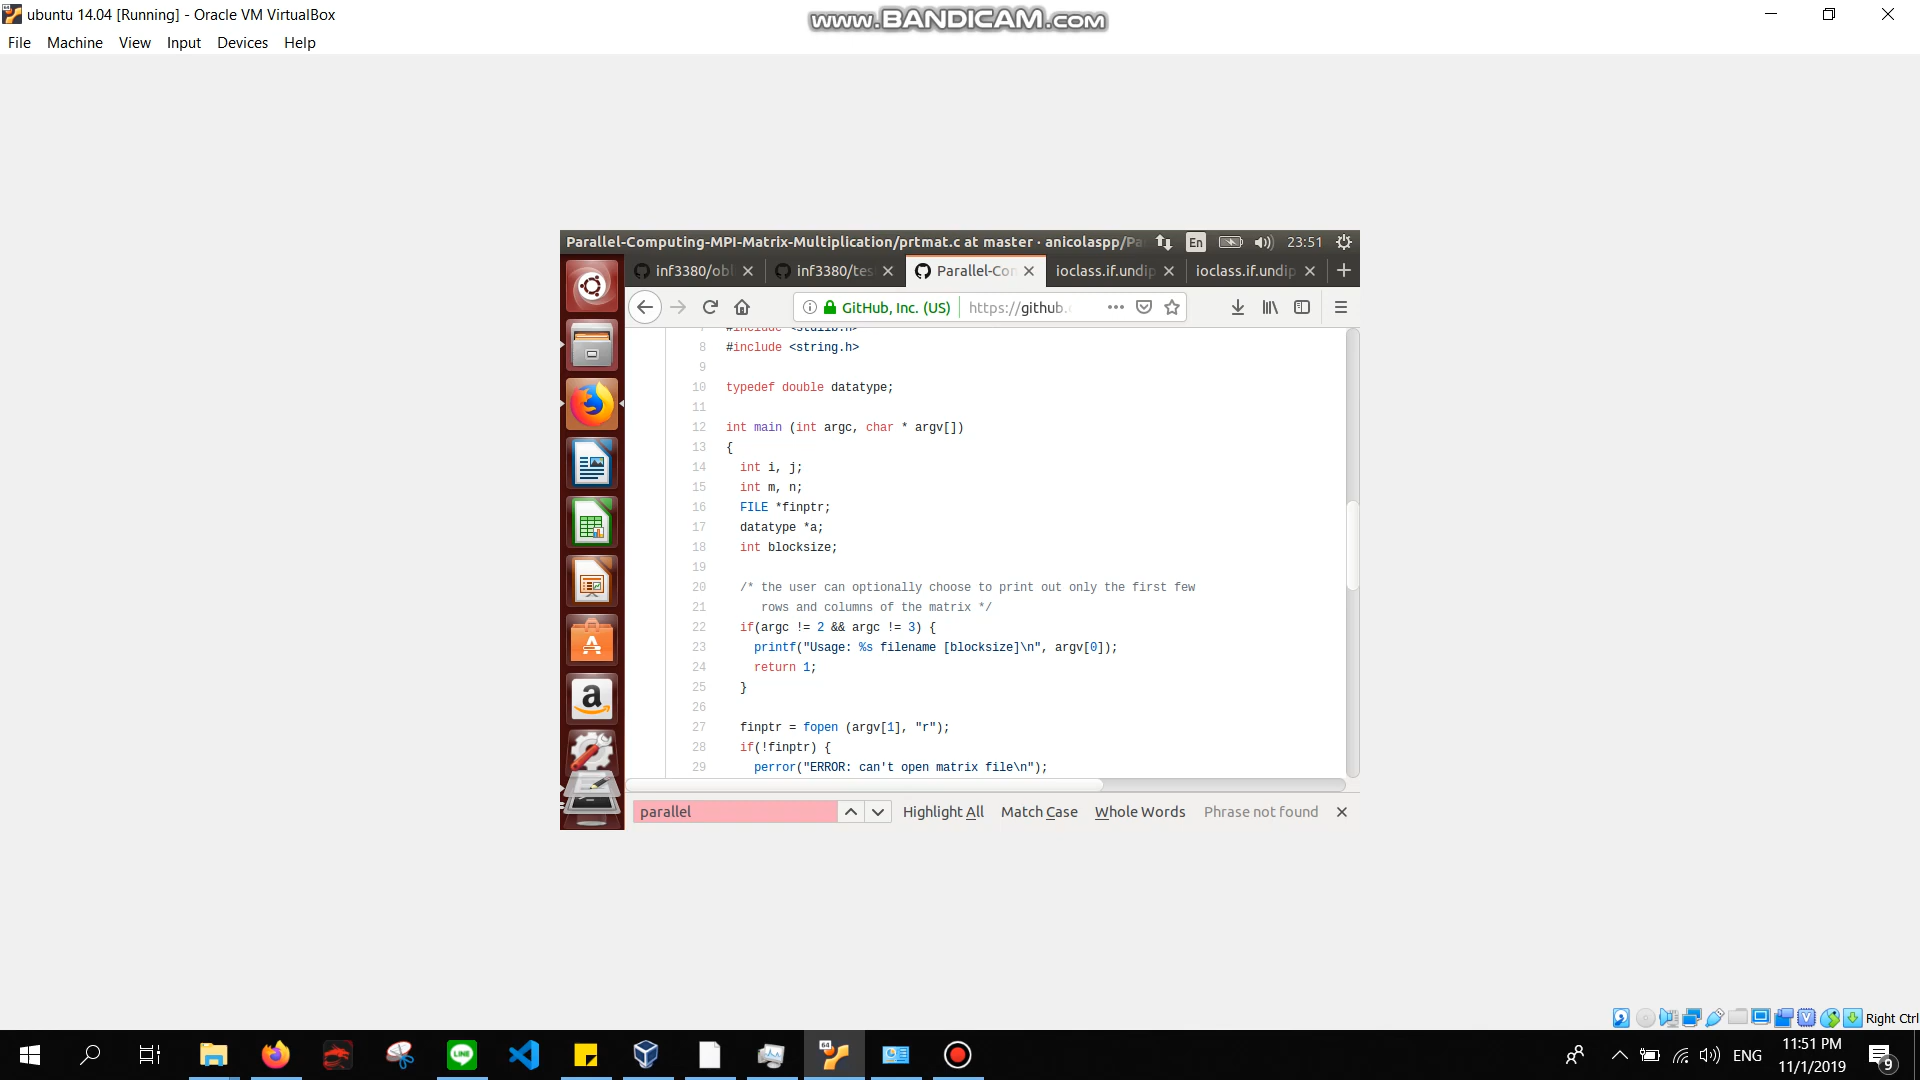 ubuntu 14.04 [Running] - Oracle VM VirtualBox
www.BANDICAM.com
File Machine View Input Devices Help
Parallel-Computing-MPI-Matrix-Multiplication/prtmat.c at master · anicolaspp/Pa
En 23:51
inf3380/obl
inf3380/tes
Parallel-Con
ioclass.if.undip
ioclass.if.undip
GitHub, Inc. (US) https://github.
#include <stdlib.h>
8 #include <string.h>
9
10 typedef double datatype;
11
12 int main (int argc, char * argv[])
13 {
14 int i, j;
15 int m, n;
16 FILE *finptr;
17 datatype *a;
18 int blocksize;
19
20 /* the user can optionally choose to print out only the first few
21 rows and columns of the matrix */
22 if(argc != 2 && argc != 3) {
23 printf("Usage: %s filename [blocksize]\n", argv[0]);
24 return 1;
25 }
26
27 finptr = fopen (argv[1], "r");
28 if(!finptr) {
29 perror("ERROR: can't open matrix file\n");
parallel Highlight All Match Case Whole Words Phrase not found
Right Ctrl
64
LINE
ENG
11:51 PM
11/1/2019
9